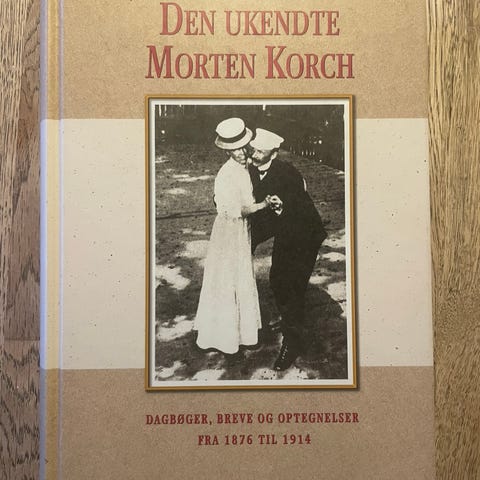 DEN UKENDTE
MORTEN KORCH
DAGBØGER, BREVE OG OPTEGNELSER
FRA 1876 TIL 1914